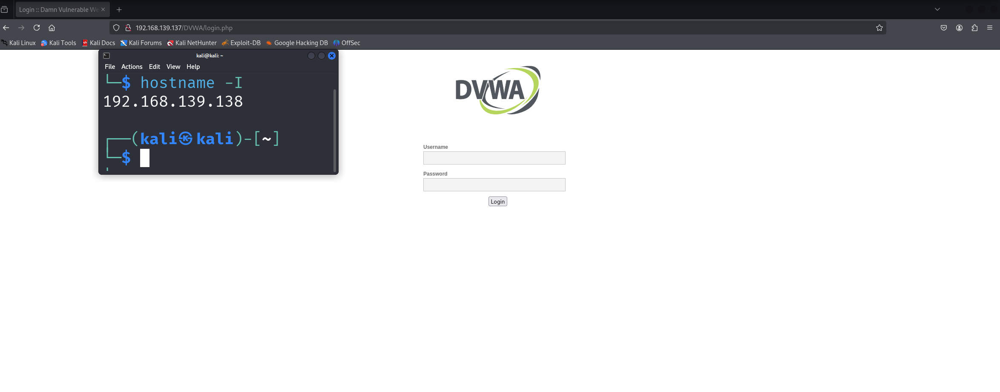 Login :: Damn Vulnerable We
192.168.139.137/DVWA/login.php
Kali Linux Kali Tools Kali Docs Kali Forums Kali NetHunter Exploit-DB Google Hacking DB OffSec
kali@kali: ~
File Actions Edit View Help
└─$ hostname -I
192.168.139.138
┌──(kali㉿kali)-[~]
└─$
DVWA
Username
Password
Login